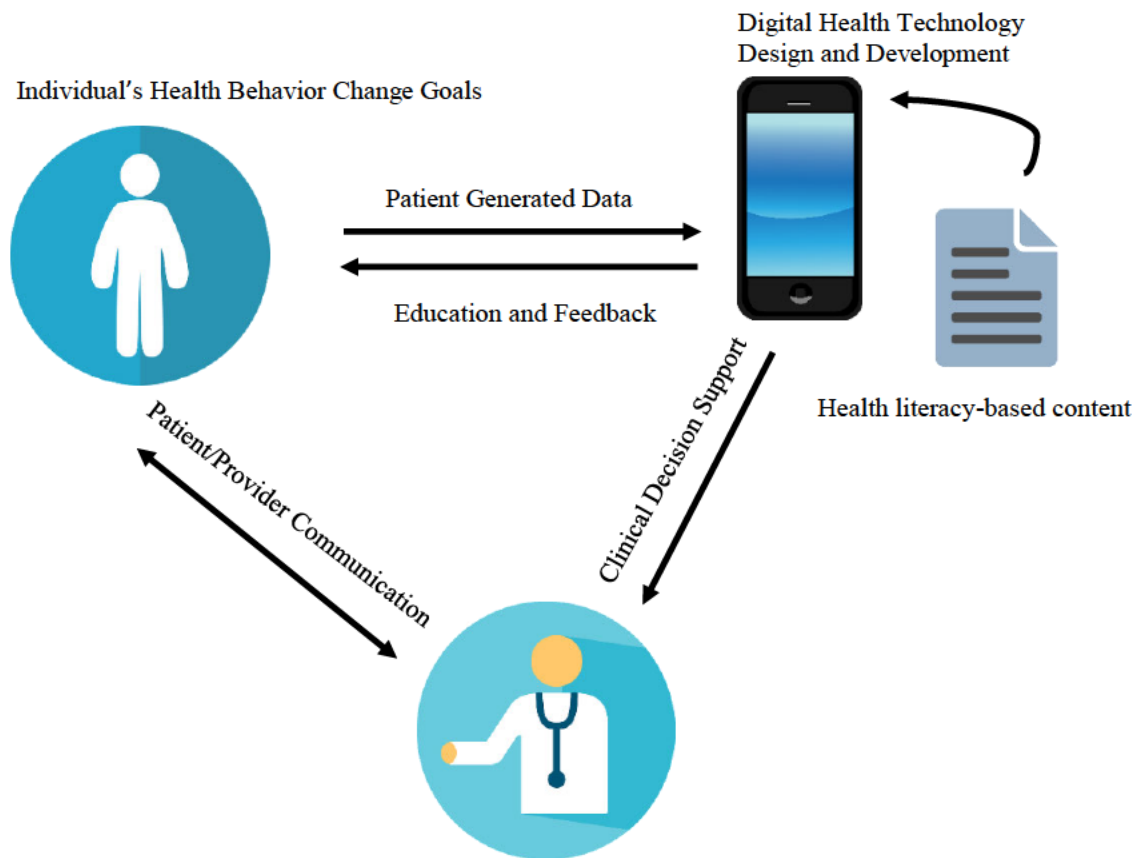 Digital Health Technology
Design and Development
Individual's Health Behavior Change Goals
Patient Generated Data
Education and Feedback
Health literacy-based content
Clinical Decision Support
Patient/Provider Communication